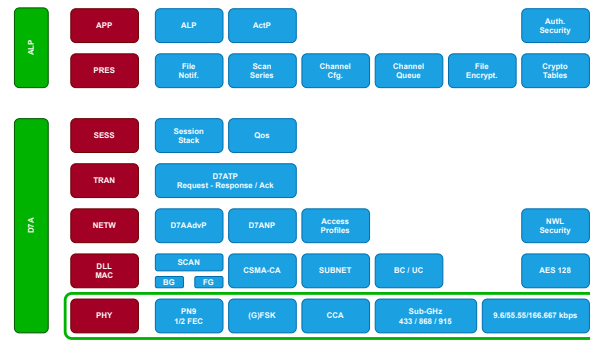 ALP
APP
ALP
ActP
Auth.
Security
PRES
File
Notif.
Scan
Series
Channel
Cfg.
Channel
Queue
File
Encrypt.
Crypto
Tables
D7A
SESS
Session
Stack
Qos
TRAN
D7ATP
Request - Response / Ack
NETW
D7AAdvP
D7ANP
Access
Profiles
NWL
Security
DLL
MAC
SCAN
BG
FG
CSMA-CA
SUBNET
BC / UC
AES 128
PHY
PN9
1/2 FEC
(G)FSK
CCA
Sub-GHz
433 / 868 / 915
9.6/55.55/166.667 kbps